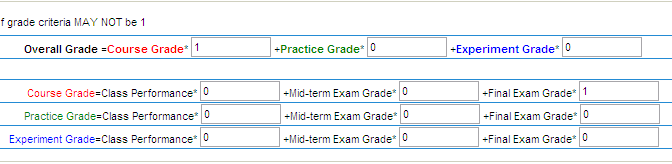 f grade criteria MAY NOT be 1
Overall Grade =Course Grade* 1 +Practice Grade* 0 +Experiment Grade* 0
Course Grade=Class Performance* 0 +Mid-term Exam Grade* 0 +Final Exam Grade* 1
Practice Grade=Class Performance* 0 +Mid-term Exam Grade* 0 +Final Exam Grade* 0
Experiment Grade=Class Performance* 0 +Mid-term Exam Grade* 0 +Final Exam Grade* 0